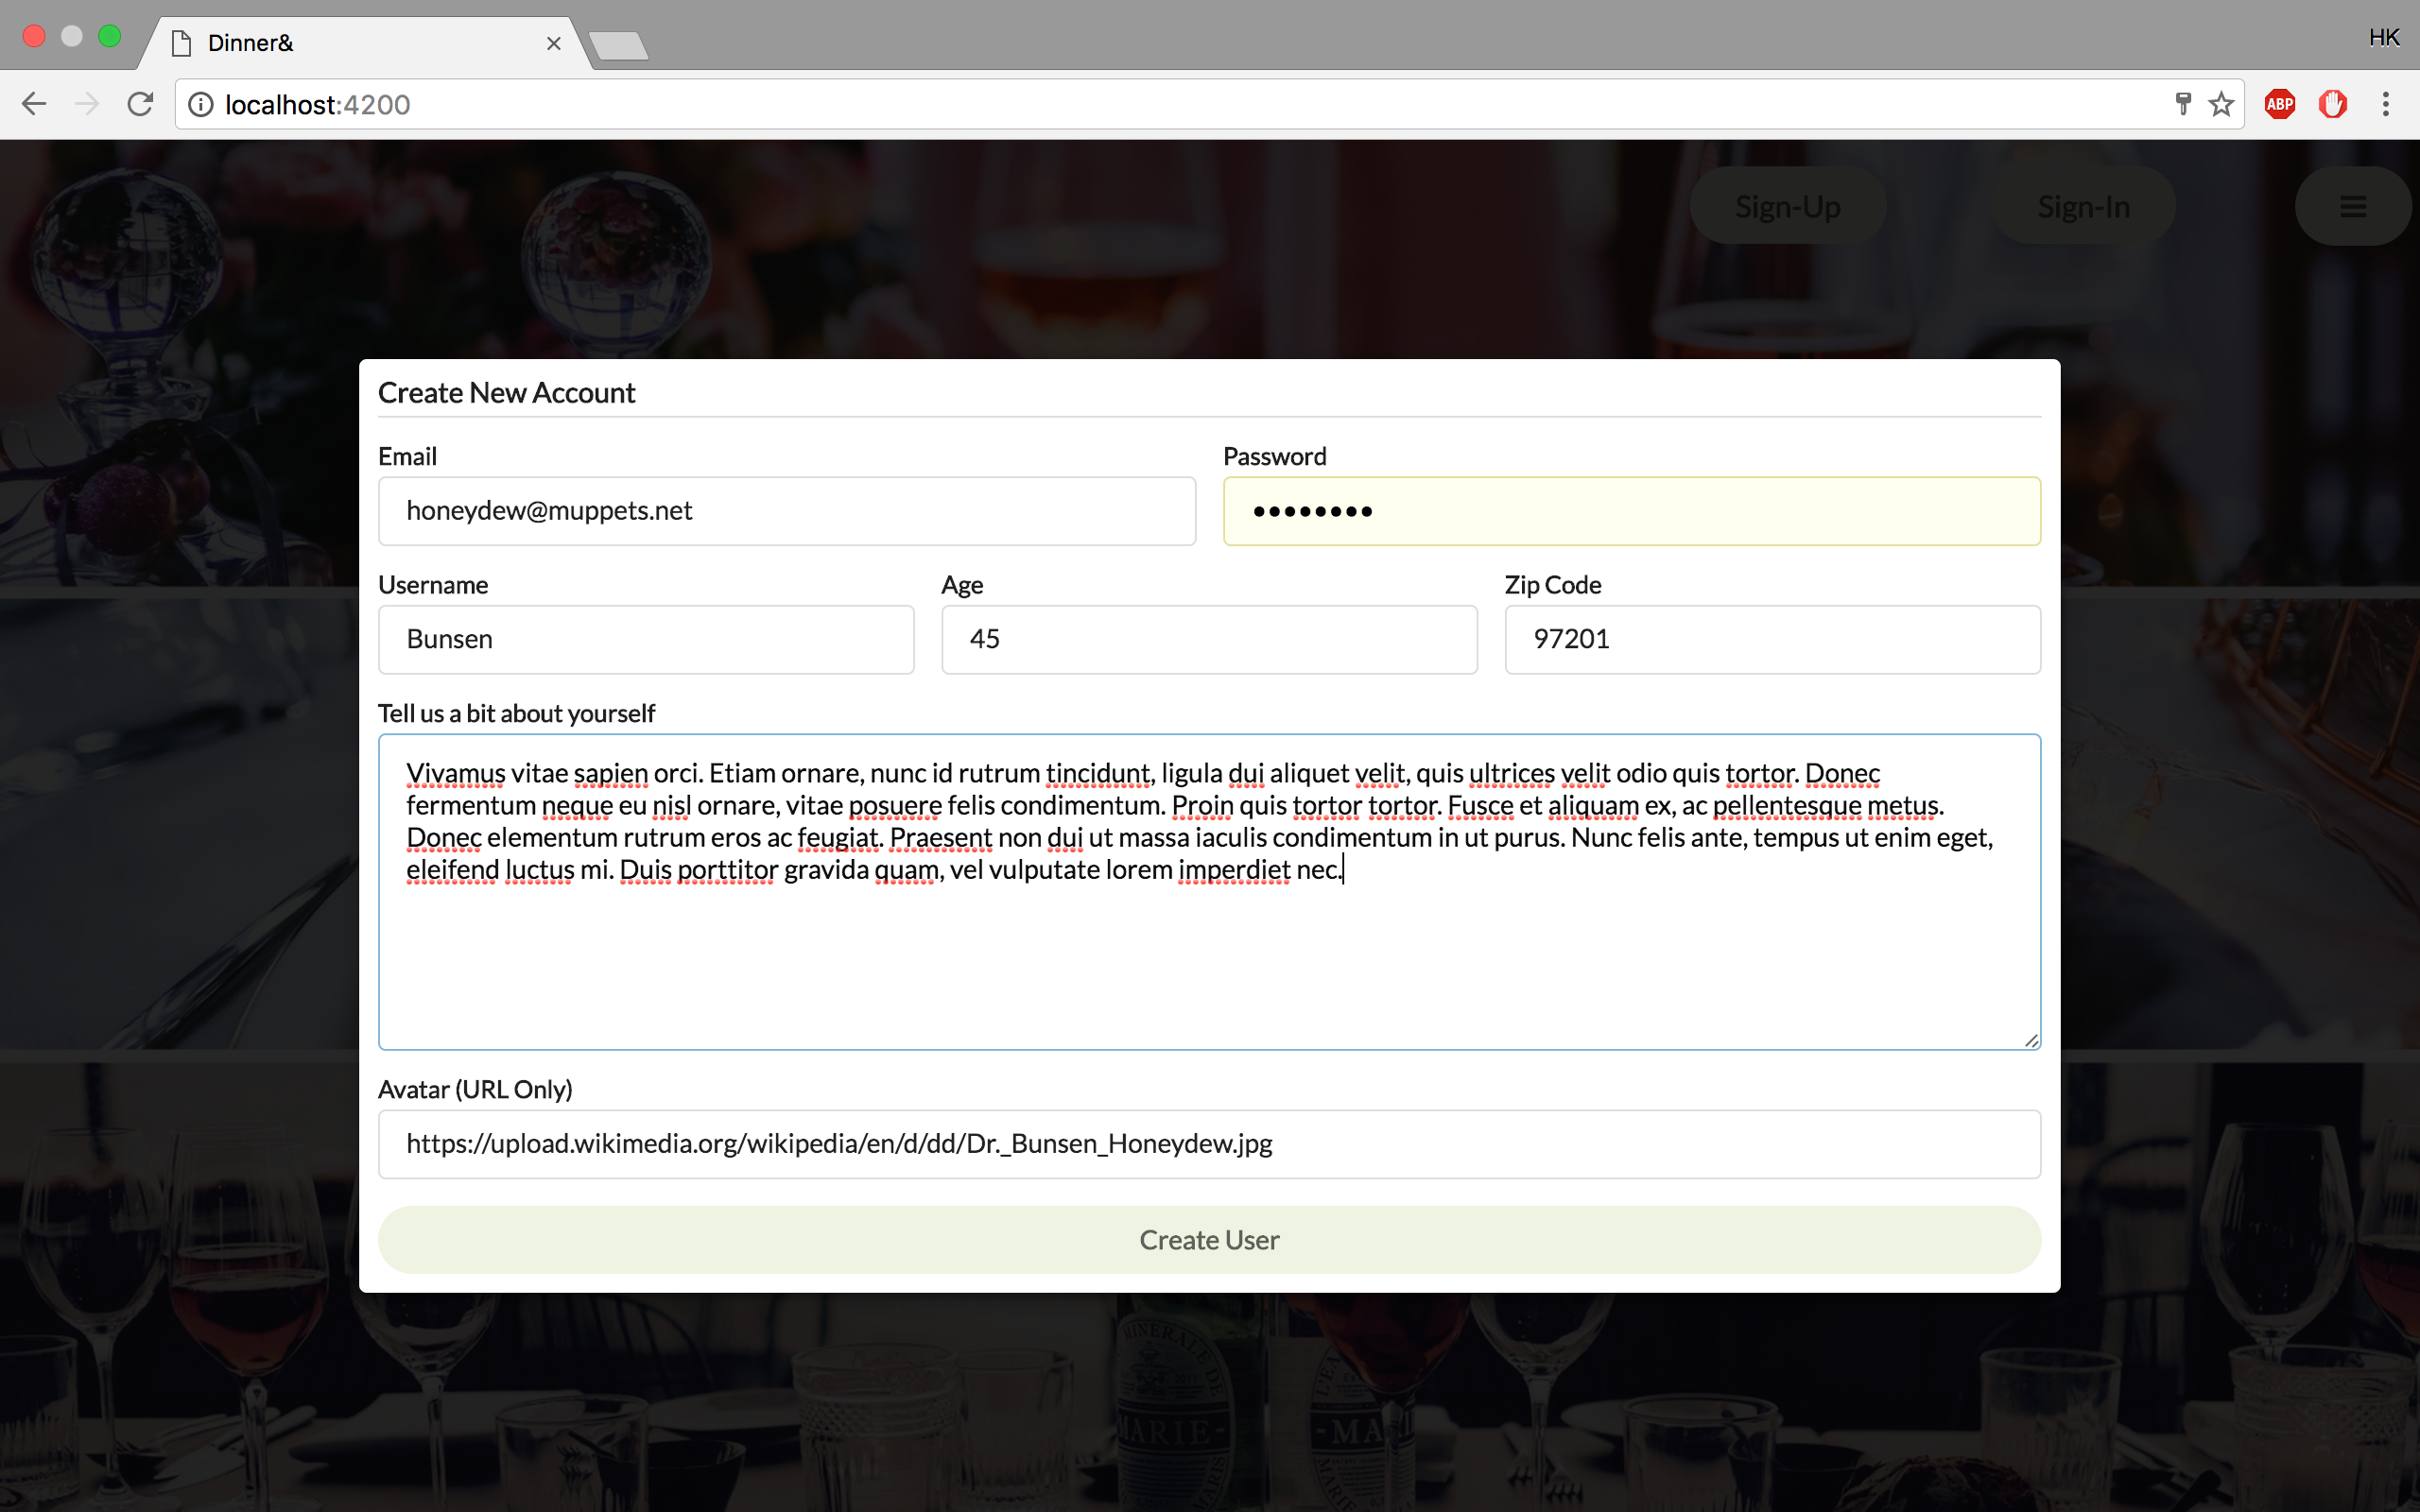 Dinner&
HK
localhost:4200
ABP
Sign-Up
Sign-In
Create New Account
Email
Password
honeydew@muppets.net
••••••••
Username
Age
Zip Code
Bunsen
45
97201
Tell us a bit about yourself
Vivamus vitae sapien orci. Etiam ornare, nunc id rutrum tincidunt, ligula dui aliquet velit, quis ultrices velit odio quis tortor. Donec
fermentum neque eu nisl ornare, vitae posuere felis condimentum. Proin quis tortor tortor. Fusce et aliquam ex, ac pellentesque metus.
Donec elementum rutrum eros ac feugiat. Praesent non dui ut massa iaculis condimentum in ut purus. Nunc felis ante, tempus ut enim eget,
eleifend luctus mi. Duis porttitor gravida quam, vel vulputate lorem imperdiet nec.
Avatar (URL Only)
https://upload.wikimedia.org/wikipedia/en/d/dd/Dr._Bunsen_Honeydew.jpg
Create User
MINERALE DE
MARIE-
-MA